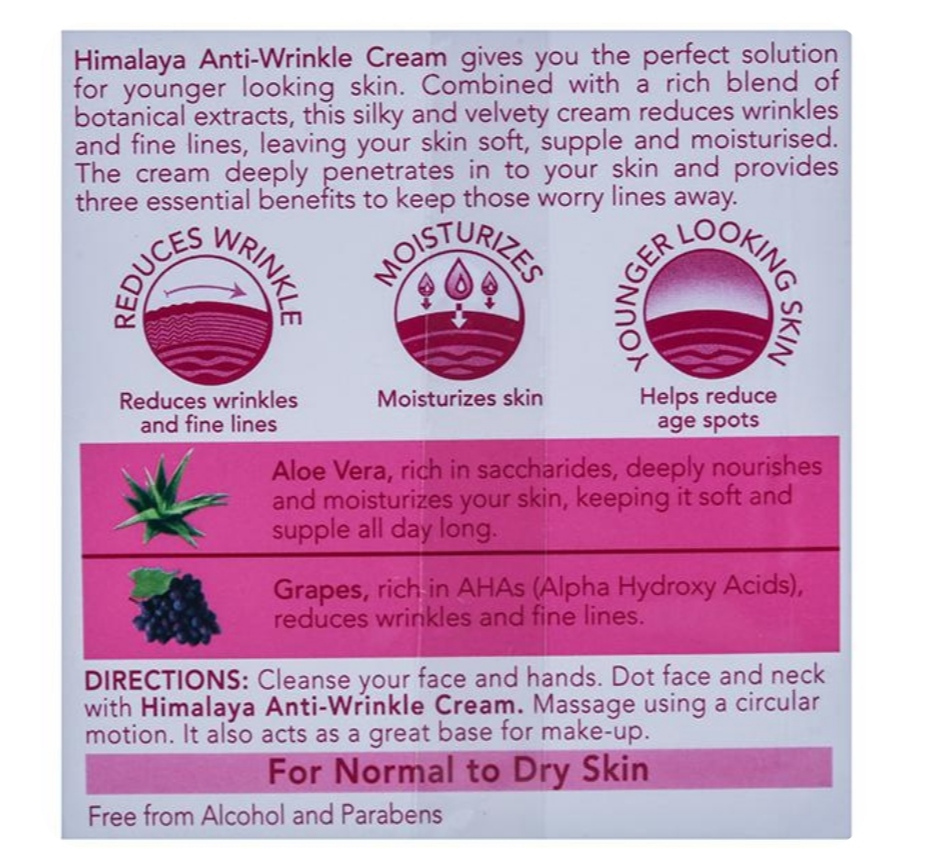 Himalaya Anti-Wrinkle Cream gives you the perfect solution
for younger looking skin. Combined with a rich blend of
botanical extracts, this silky and velvety cream reduces wrinkles
and fine lines, leaving your skin soft, supple and moisturised.
The cream deeply penetrates in to your skin and provides
three essential benefits to keep those worry lines away.
REDUCES WRINKLE
MOISTURIZES
YOUNGER LOOKING SKIN
Reduces wrinkles
and fine lines
Moisturizes skin
Helps reduce
age spots
Aloe Vera, rich in saccharides, deeply nourishes
and moisturizes your skin, keeping it soft and
supple all day long.
Grapes, rich in AHAs (Alpha Hydroxy Acids),
reduces wrinkles and fine lines.
DIRECTIONS: Cleanse your face and hands. Dot face and neck
with Himalaya Anti-Wrinkle Cream. Massage using a circular
motion. It also acts as a great base for make-up.
For Normal to Dry Skin
Free from Alcohol and Parabens